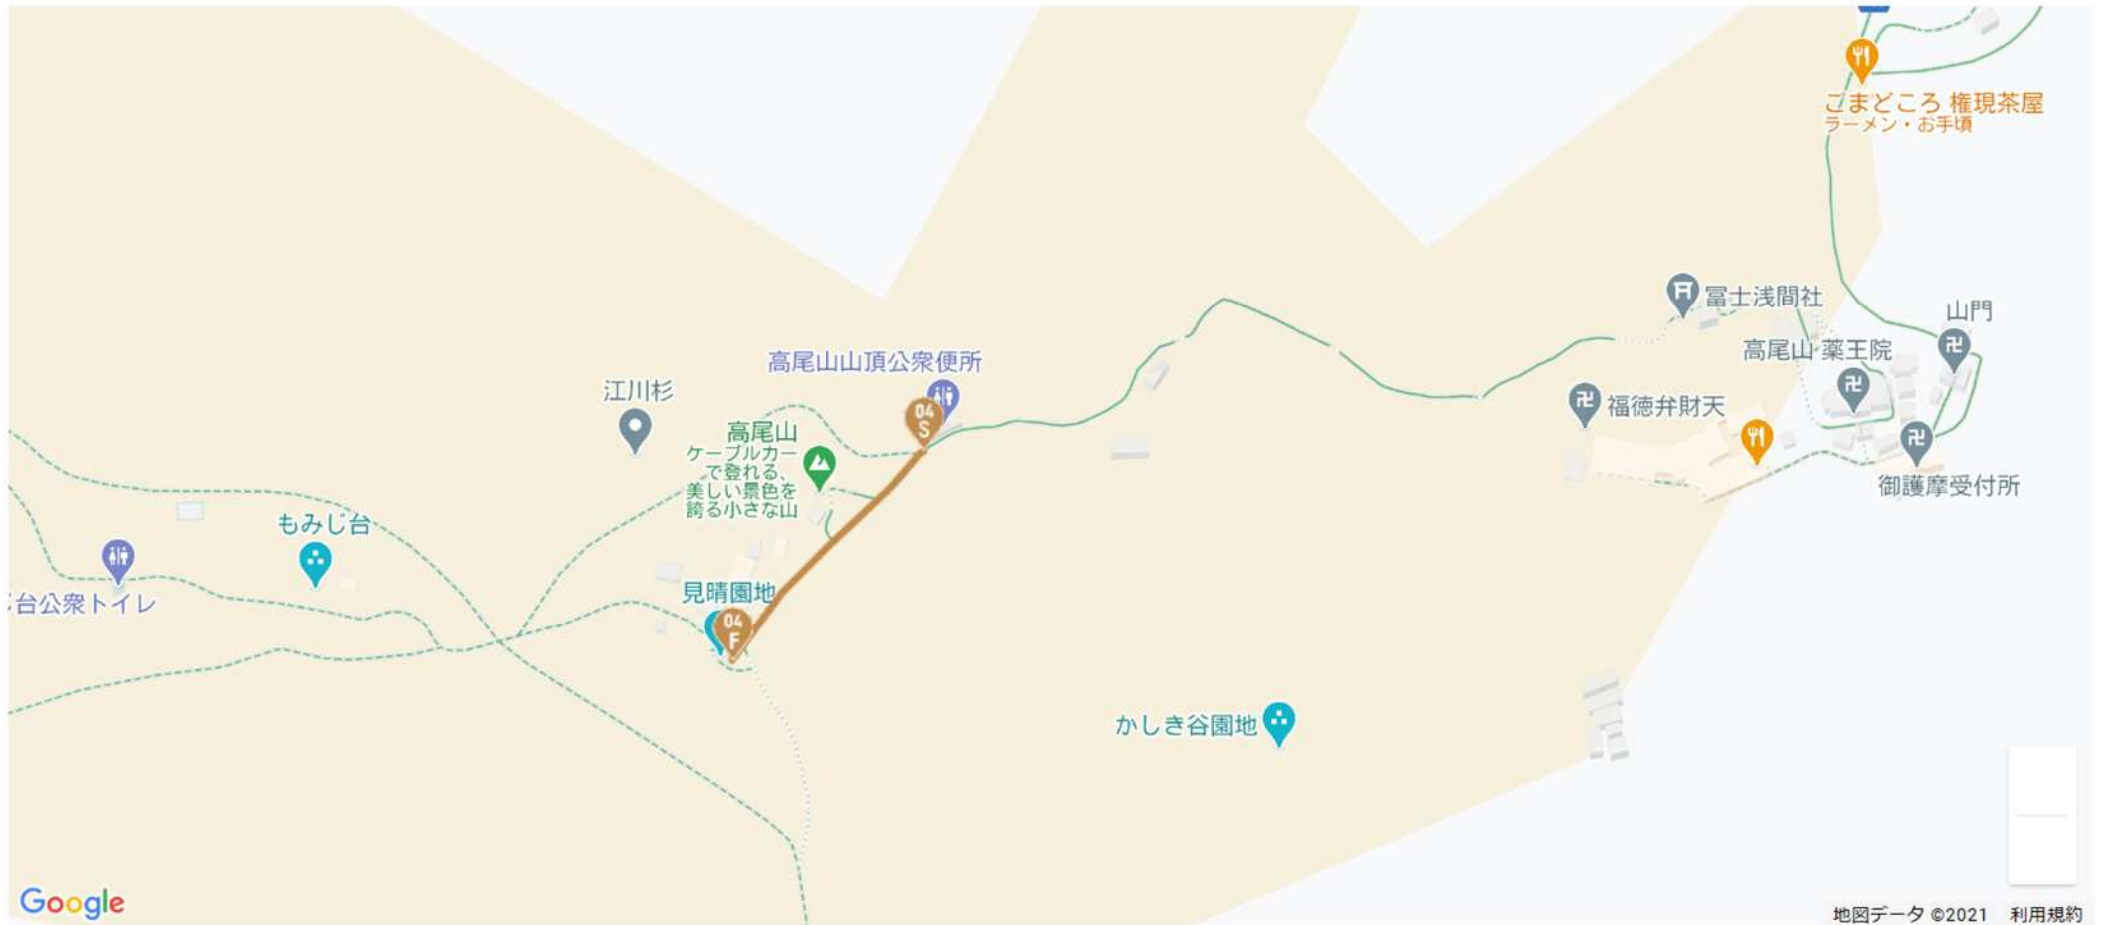 ごまどころ 権現茶屋
ラーメン・お手頃
冨士浅間社
山門
高尾山 薬王院
高尾山山頂公衆便所
江川杉
福徳弁財天
04
S
高尾山
ケーブルカー
で登れる、
美しい景色を
誇る小さな山
御護摩受付所
もみじ台
見晴園地
台公衆トイレ
04
F
かしき谷園地
Google
地図データ ©2021 利用規約